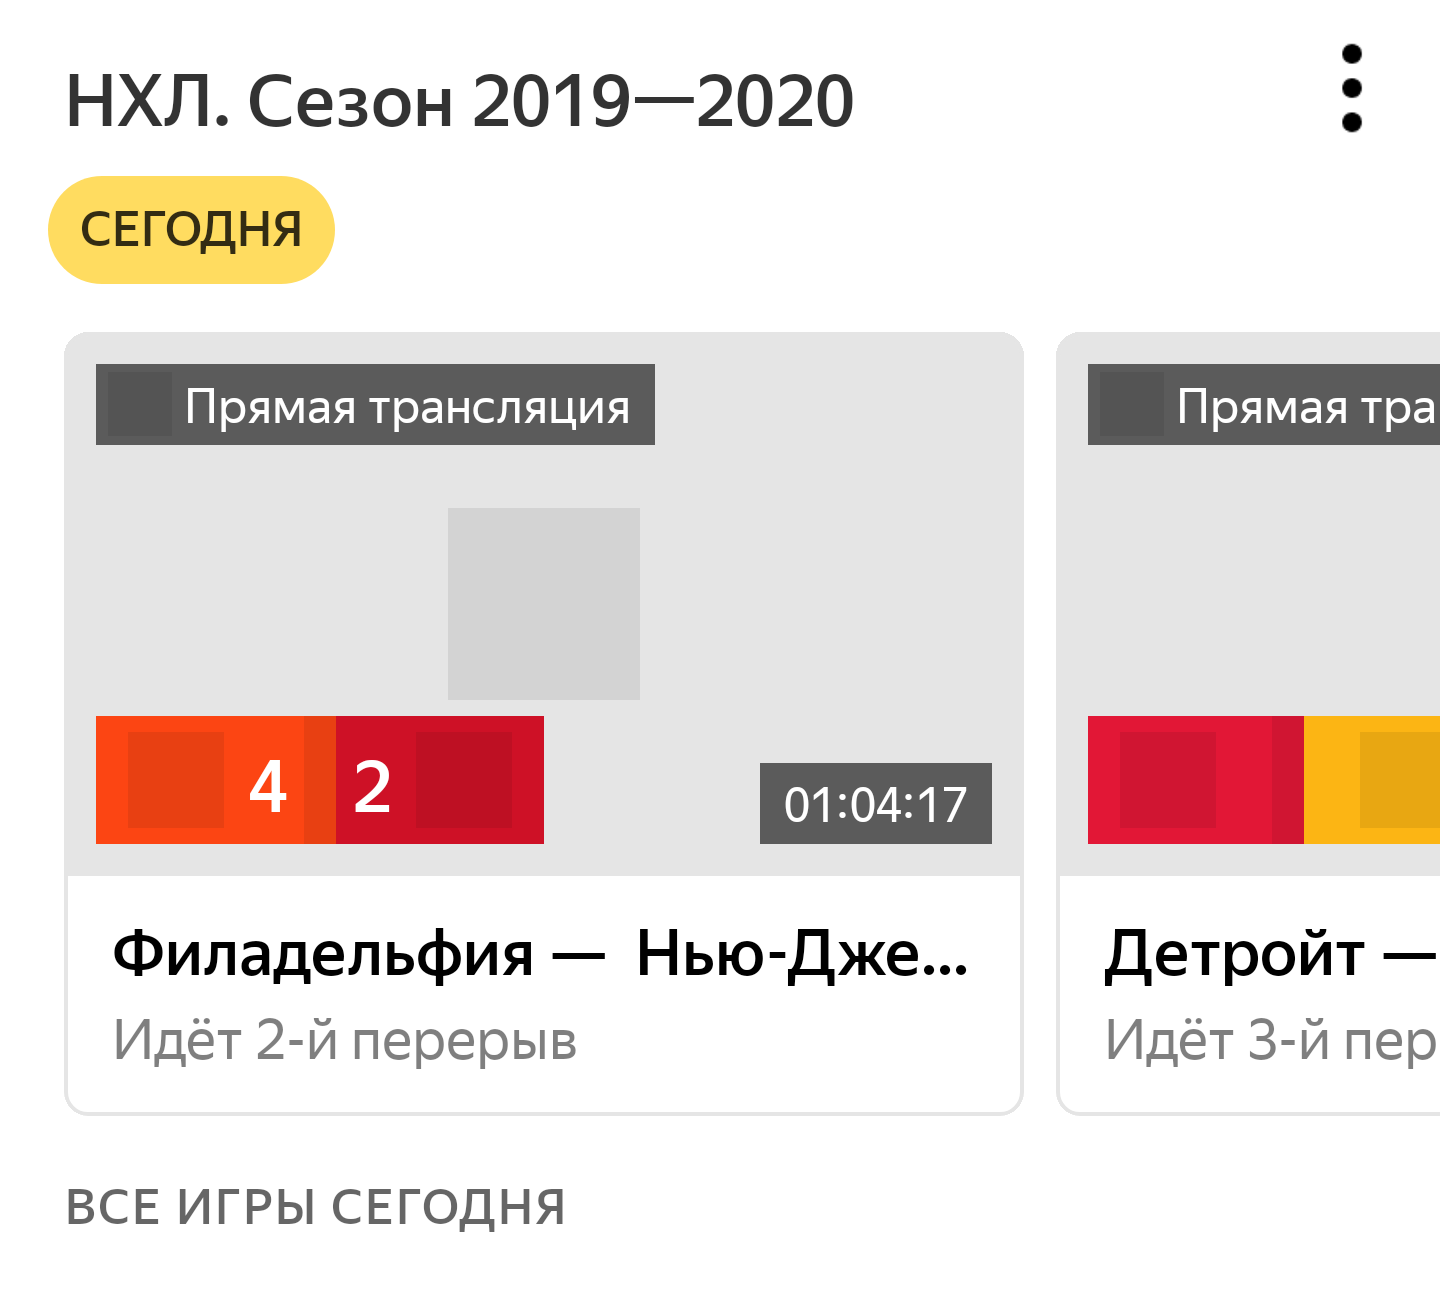 НХЛ. Сезон 2019—2020
СЕГОДНЯ
Прямая трансляция
4 2
01:04:17
Филадельфия — Нью-Дже...
Идёт 2-й перерыв
Прямая тра
Детройт —
Идёт 3-й пер
ВСЕ ИГРЫ СЕГОДНЯ